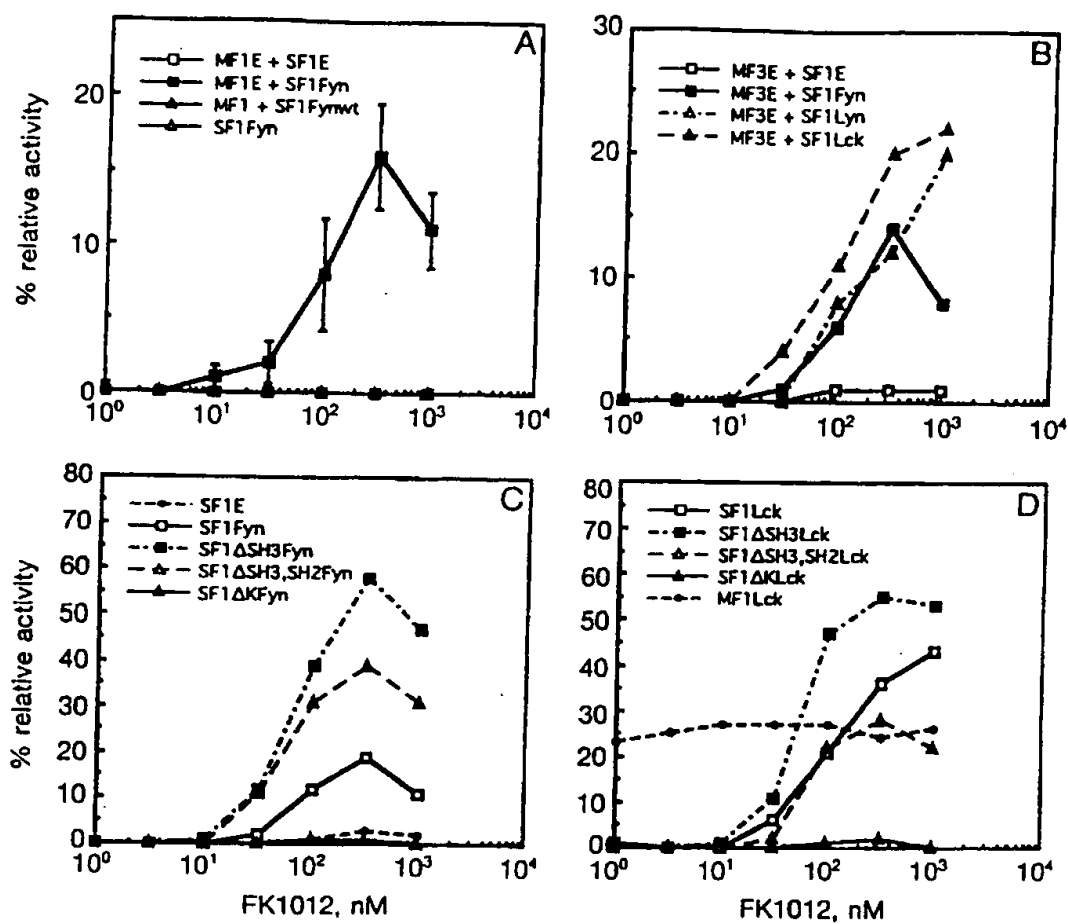 A
MF1E + SF1E
MF1E + SF1Fyn
MF1 + SF1Fynwt
SF1Fyn
% relative activity
20
10
0
10⁰ 10¹ 10² 10³ 10⁴
B
MF3E + SF1E
MF3E + SF1Fyn
MF3E + SF1Lyn
MF3E + SF1Lck
30
20
10
0
10⁰ 10¹ 10² 10³ 10⁴
C
SF1E
SF1Fyn
SF1ΔSH3Fyn
SF1ΔSH3,SH2Fyn
SF1ΔKFyn
% relative activity
80
70
60
50
40
30
20
10
0
10⁰ 10¹ 10² 10³ 10⁴
FK1012, nM
D
SF1Lck
SF1ΔSH3Lck
SF1ΔSH3,SH2Lck
SF1ΔKLck
MF1Lck
80
70
60
50
40
30
20
10
0
10⁰ 10¹ 10² 10³ 10⁴
FK1012, nM